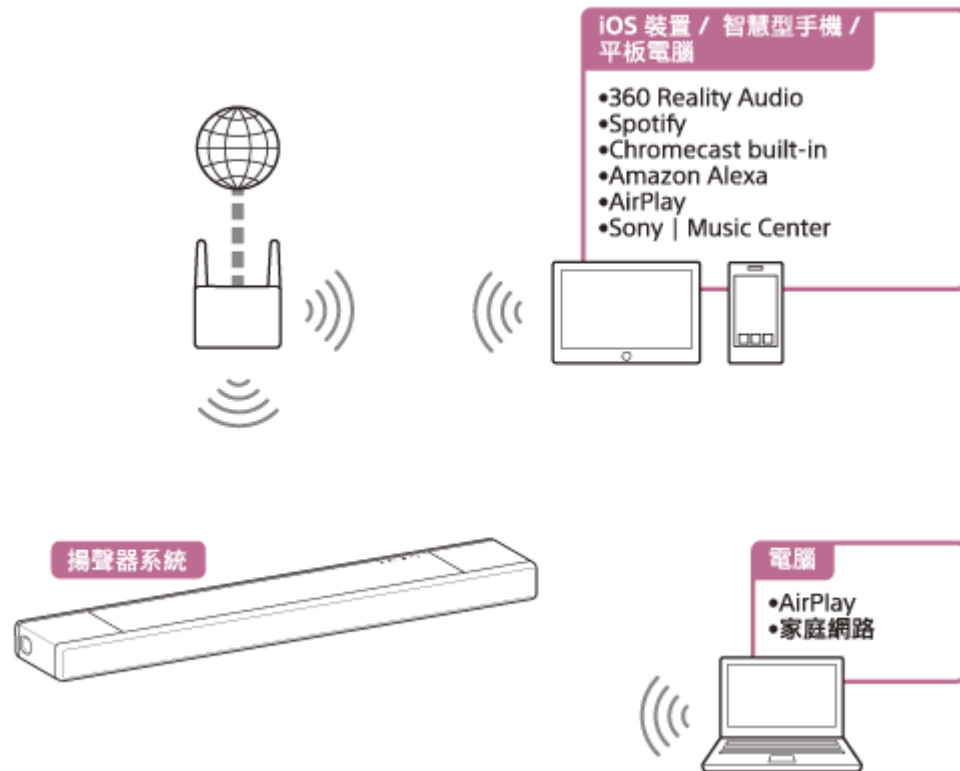 iOS 裝置 / 智慧型手機 /
平板電腦
•360 Reality Audio
•Spotify
•Chromecast built-in
•Amazon Alexa
•AirPlay
•Sony | Music Center
揚聲器系統
電腦
•AirPlay
•家庭網路